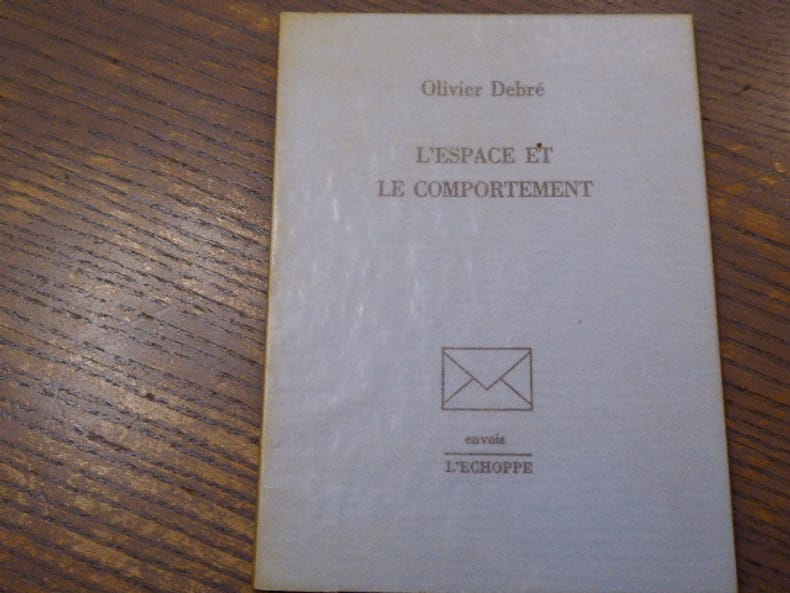 Olivier Debré
L'ESPACE ET
LE COMPORTEMENT
envois
L'ECHOPPE